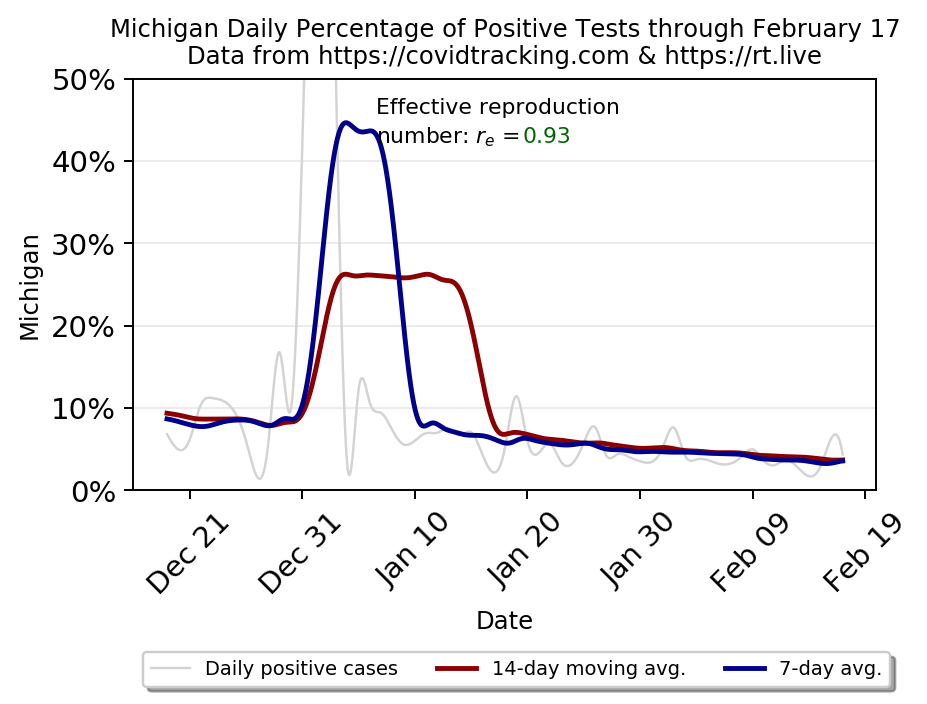 Michigan Daily Percentage of Positive Tests through February 17
Data from https://covidtracking.com & https://rt.live
50%
40%
30%
20%
10%
0%
Michigan
Effective reproduction
number: rₑ = 0.93
Dec 21
Dec 31
Jan 10
Jan 20
Jan 30
Feb 09
Feb 19
Date
Daily positive cases
14-day moving avg.
7-day avg.